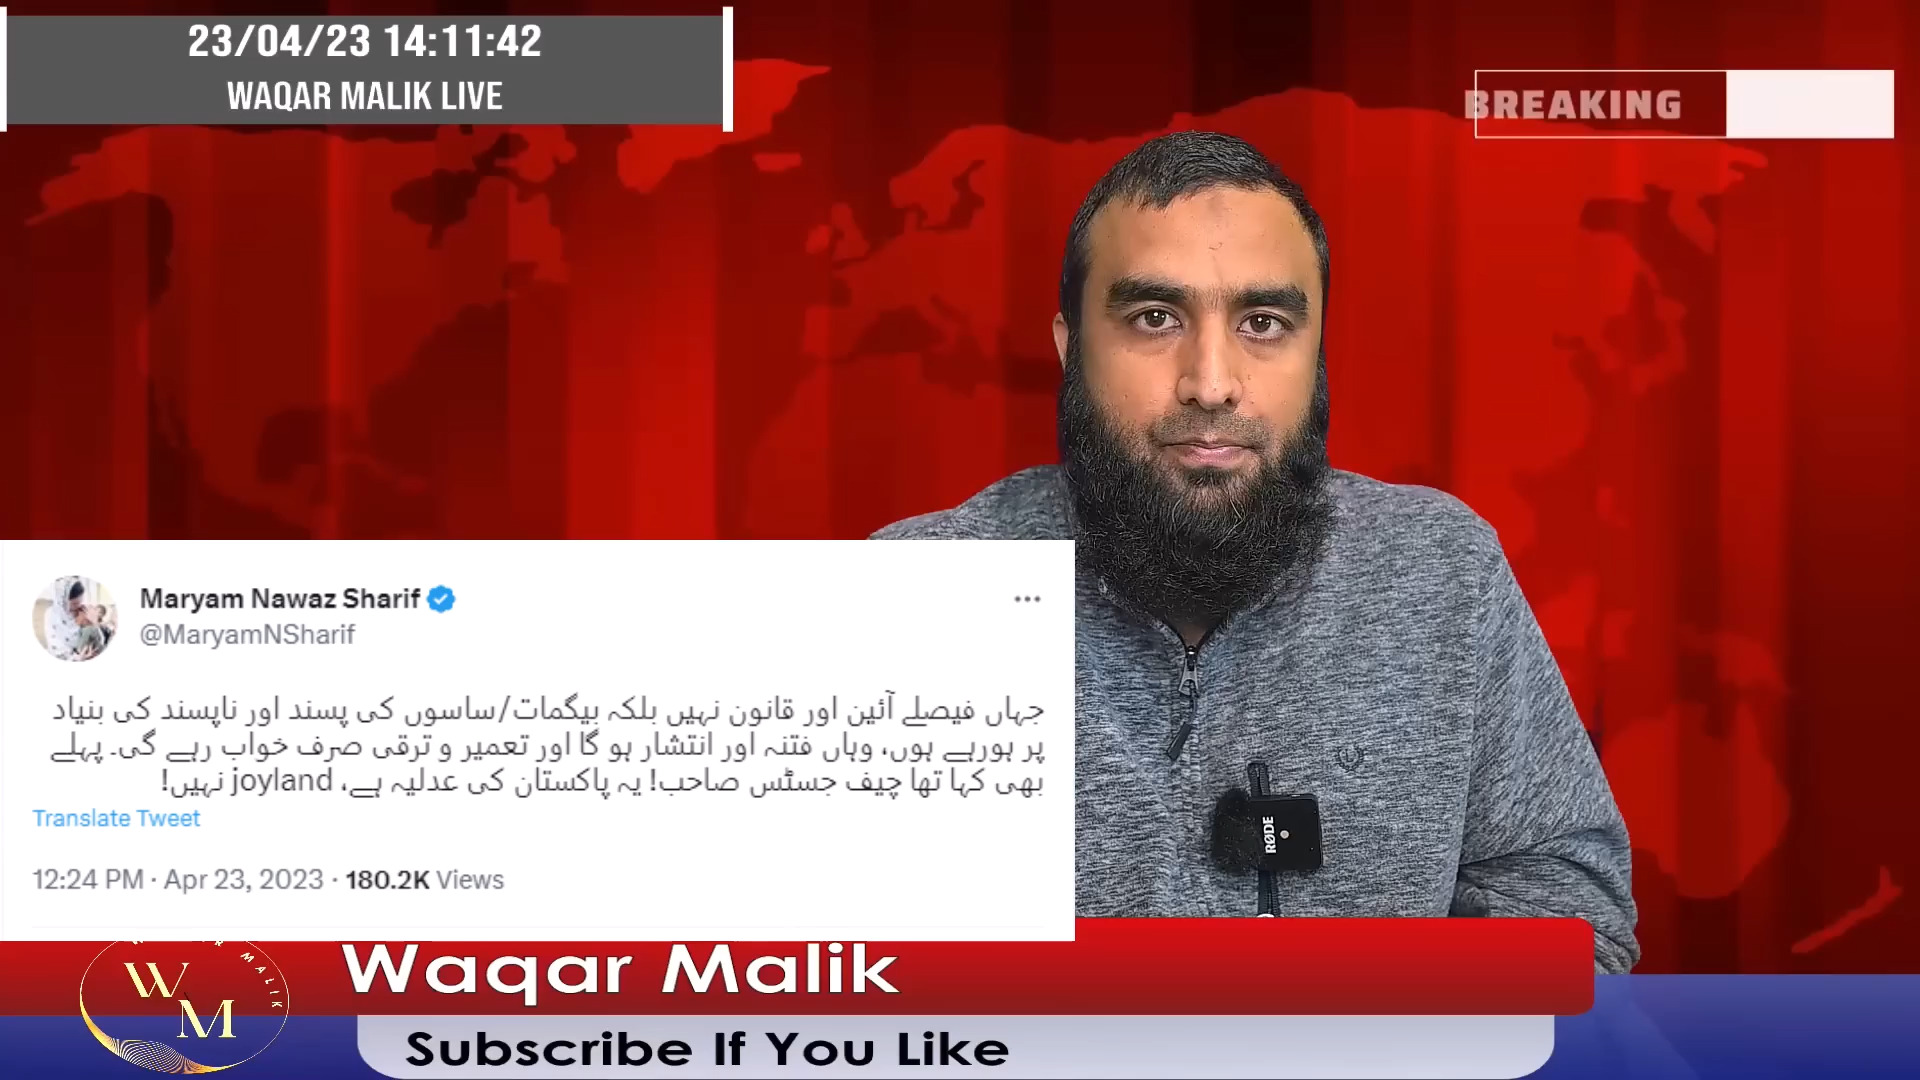 23/04/23 14:11:42
WAQAR MALIK LIVE
BREAKING
Maryam Nawaz Sharif
@MaryamNSharif
جہاں فیصلے آئین اور قانون نہیں بلکہ بیگمات/ساسوں کی پسند اور ناپسند کی بنیاد
پر ہورہے ہوں، وہاں فتنہ اور انتشار ہو گا اور تعمیر و ترقی صرف خواب رہے گی۔ پہلے
بھی کہا تھا چیف جسٹس صاحب! یہ پاکستان کی عدلیہ ہے، joyland نہیں!
Translate Tweet
12:24 PM · Apr 23, 2023 · 180.2K Views
RØDE
Waqar Malik
Subscribe If You Like
WM
MALIK